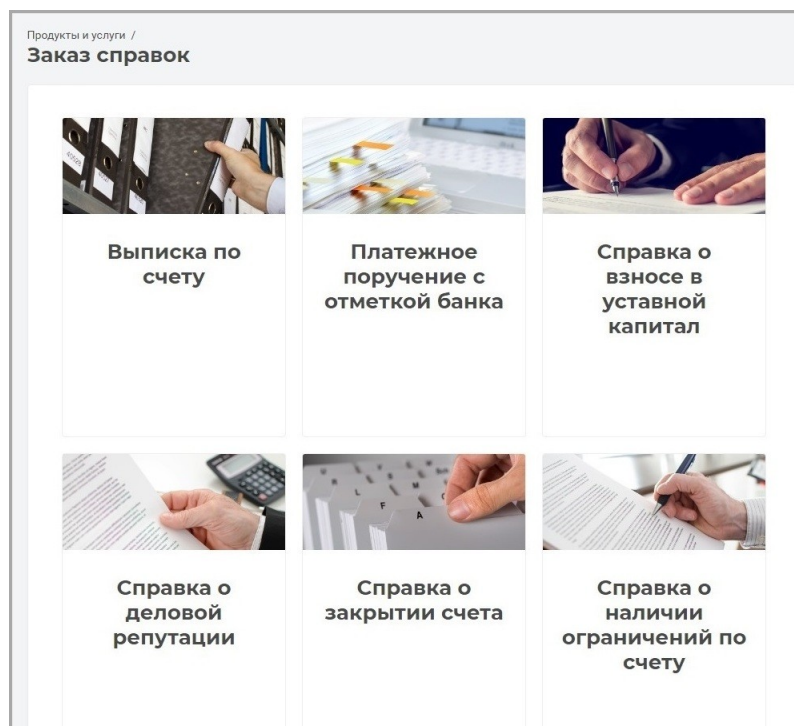 Продукты и услуги /
Заказ справок
Выписка по
счету
Платежное
поручение с
отметкой банка
Справка о
взносе в
уставной
капитал
Справка о
деловой
репутации
Справка о
закрытии счета
Справка о
наличии
ограничений по
счету